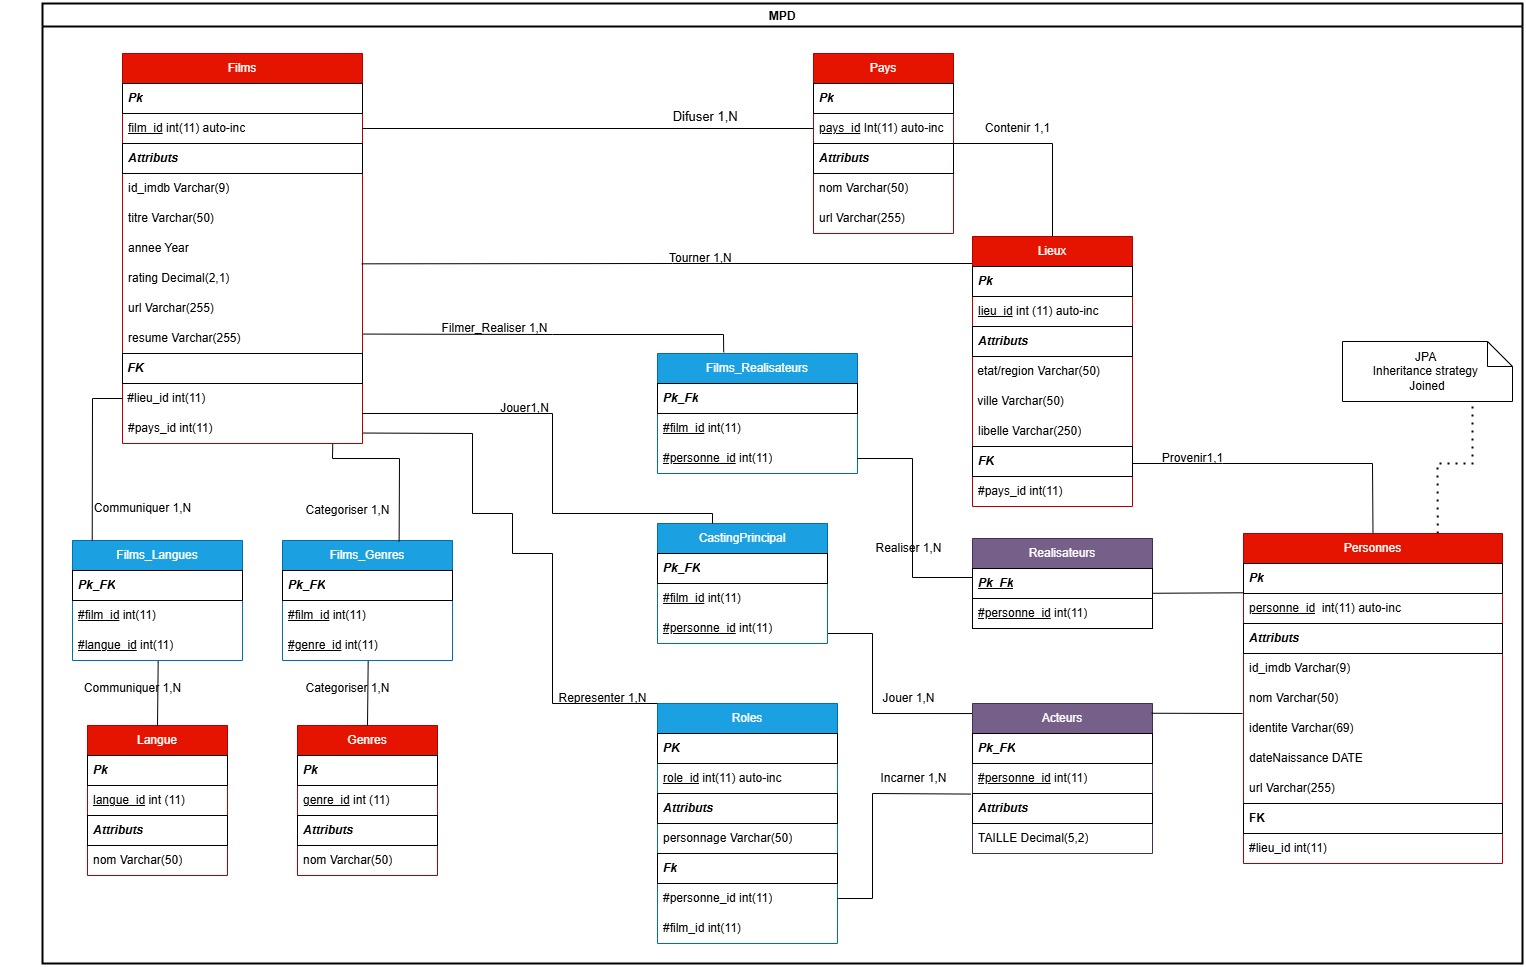 MPD
Films
Pk
film_id int(11) auto-inc
Attributs
id_imdb Varchar(9)
titre Varchar(50)
annee Year
rating Decimal(2,1)
url Varchar(255)
resume Varchar(255)
FK
#lieu_id int(11)
#pays_id int(11)
Difuser 1,N
Pays
Pk
pays_id Int(11) auto-inc
Attributs
nom Varchar(50)
url Varchar(255)
Contenir 1,1
Tourner 1,N
Lieux
Pk
lieu_id int (11) auto-inc
Attributs
etat/region Varchar(50)
ville Varchar(50)
libelle Varchar(250)
FK
#pays_id int(11)
Filmer_Realiser 1,N
Films_Realisateurs
Pk_Fk
#film_id int(11)
#personne_id int(11)
JPA
Inheritance strategy
Joined
Jouer1,N
Provenir1,1
Communiquer 1,N
Categoriser 1,N
Films_Langues
Pk_FK
#film_id int(11)
#langue_id int(11)
Films_Genres
Pk_FK
#film_id int(11)
#genre_id int(11)
CastingPrincipal
Pk_FK
#film_id int(11)
#personne_id int(11)
Realiser 1,N
Realisateurs
Pk_Fk
#personne_id int(11)
Personnes
Pk
personne_id int(11) auto-inc
Attributs
id_imdb Varchar(9)
nom Varchar(50)
identite Varchar(69)
dateNaissance DATE
url Varchar(255)
FK
#lieu_id int(11)
Communiquer 1,N
Categoriser 1,N
Representer 1,N
Jouer 1,N
Langue
Pk
langue_id int (11)
Attributs
nom Varchar(50)
Genres
Pk
genre_id int (11)
Attributs
nom Varchar(50)
Roles
PK
role_id int(11) auto-inc
Attributs
personnage Varchar(50)
Fk
#personne_id int(11)
#film_id int(11)
Incarner 1,N
Acteurs
Pk_FK
#personne_id int(11)
Attributs
TAILLE Decimal(5,2)